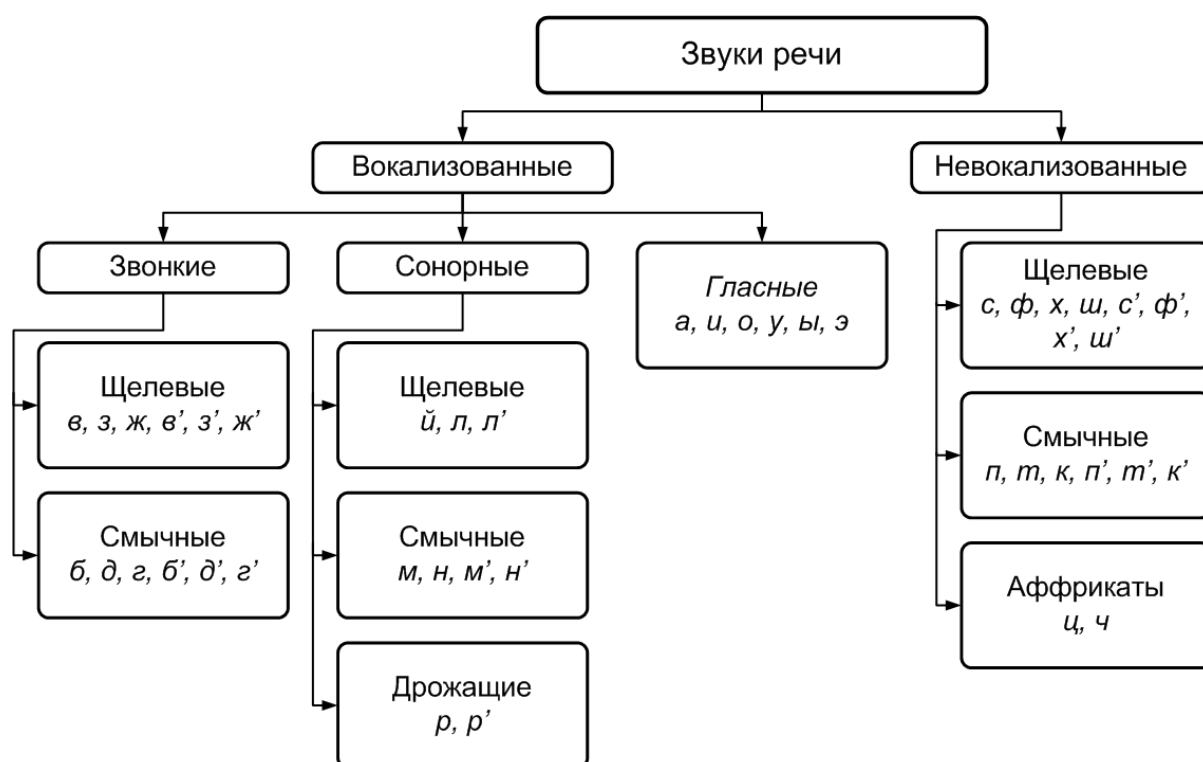 Звуки речи
Вокализованные
Невокализованные
Звонкие
Сонорные
Гласные
а, и, о, у, ы, э
Щелевые
с, ф, х, ш, с’, ф’,
х’, ш’
Щелевые
в, з, ж, в’, з’, ж’
Щелевые
й, л, л’
Смычные
п, т, к, п’, т’, к’
Смычные
б, д, г, б’, д’, г’
Смычные
м, н, м’, н’
Аффрикаты
ц, ч
Дрожащие
р, р’